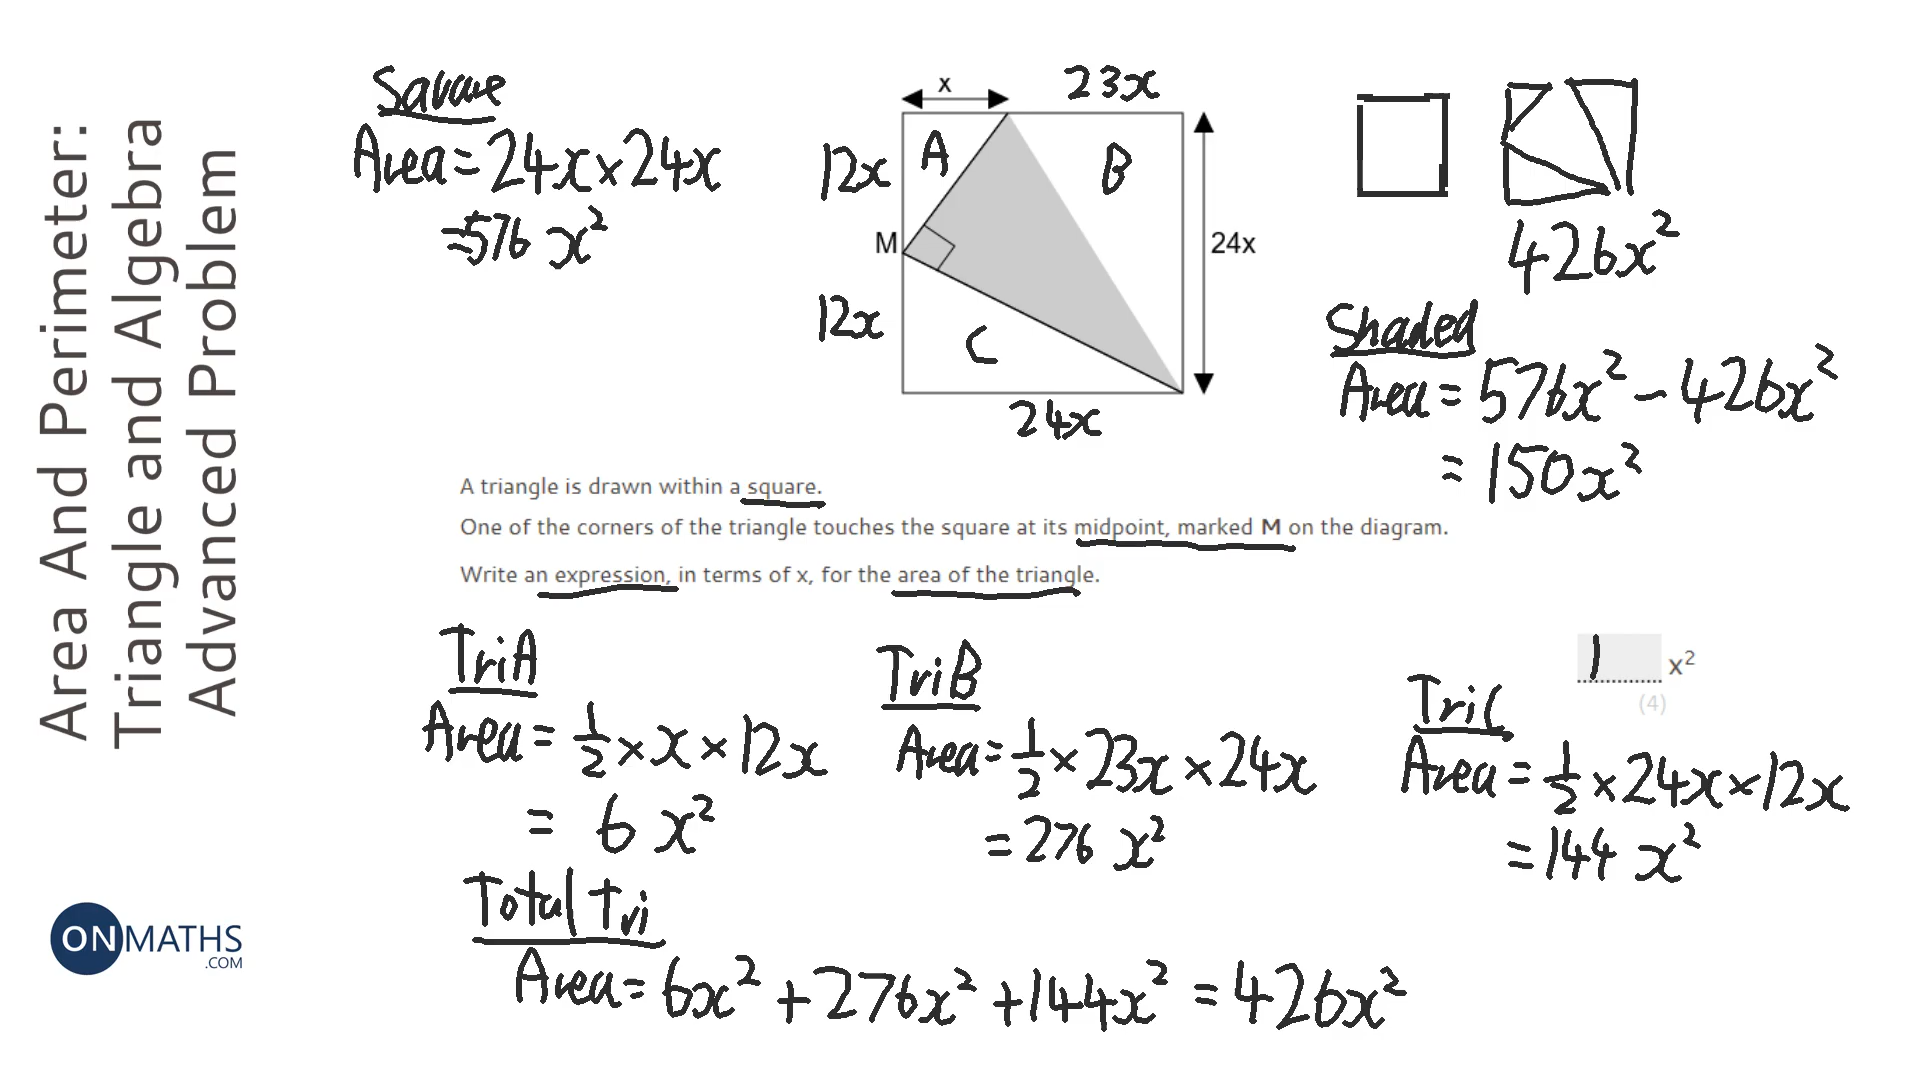 Area And Perimeter:
Triangle and Algebra
Advanced Problem
Square
Area = 24x × 24x
= 576 x²
x
23x
12x
A
B
M
24x
12x
C
24x
426x²
Shaded
Area = 576x² - 426x²
= 150x²
A triangle is drawn within a square.
One of the corners of the triangle touches the square at its midpoint, marked M on the diagram.
Write an expression, in terms of x, for the area of the triangle.
1 x²
(4)
Tri A
Area = 1/2 × x × 12x
= 6 x²
Tri B
Area = 1/2 × 23x × 24x
= 276 x²
Tri C
Area = 1/2 × 24x × 12x
= 144 x²
Total Tri
Area = 6x² + 276x² + 144x² = 426x²
ONMATHS
.COM